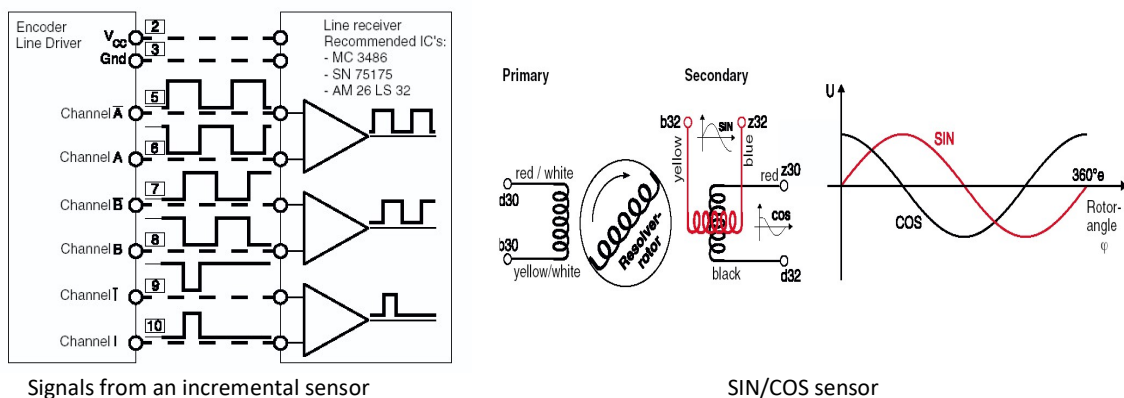 Encoder
Line Driver
Vcc
Gnd
2
3
Line receiver
Recommended IC's:
- MC 3486
- SN 75175
- AM 26 LS 32
5
Channel A̅
Channel A
6
7
Channel B̅
Channel B
8
9
Channel I̅
Channel I
10
Signals from an incremental sensor
Primary
Secondary
b32
z32
SIN
yellow
blue
red / white
d30
b30
yellow/white
Resolver-
rotor
red
z30
cos
black
d32
U
SIN
COS
360°e
Rotor-
angle
φ
SIN/COS sensor